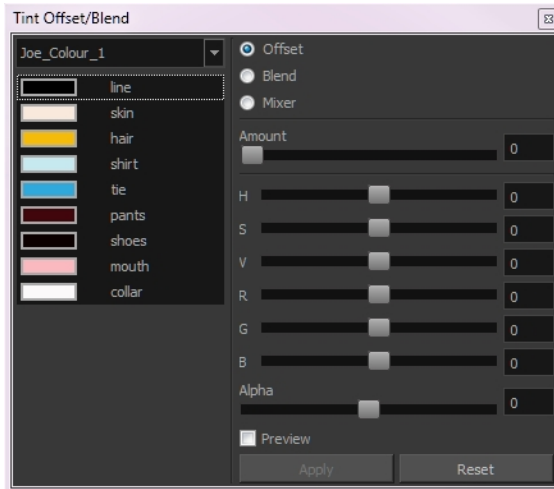 Tint Offset/Blend
Joe_Colour_1
line
skin
hair
shirt
tie
pants
shoes
mouth
collar
Offset
Blend
Mixer
Amount
0
H 0
S 0
V 0
R 0
G 0
B 0
Alpha
0
Preview
Apply Reset